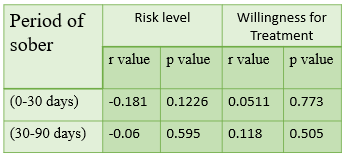 Period of sober Risk level Willingness for Treatment
r value p value r value p value
(0-30 days) -0.181 0.1226 0.0511 0.773
(30-90 days) -0.06 0.595 0.118 0.505